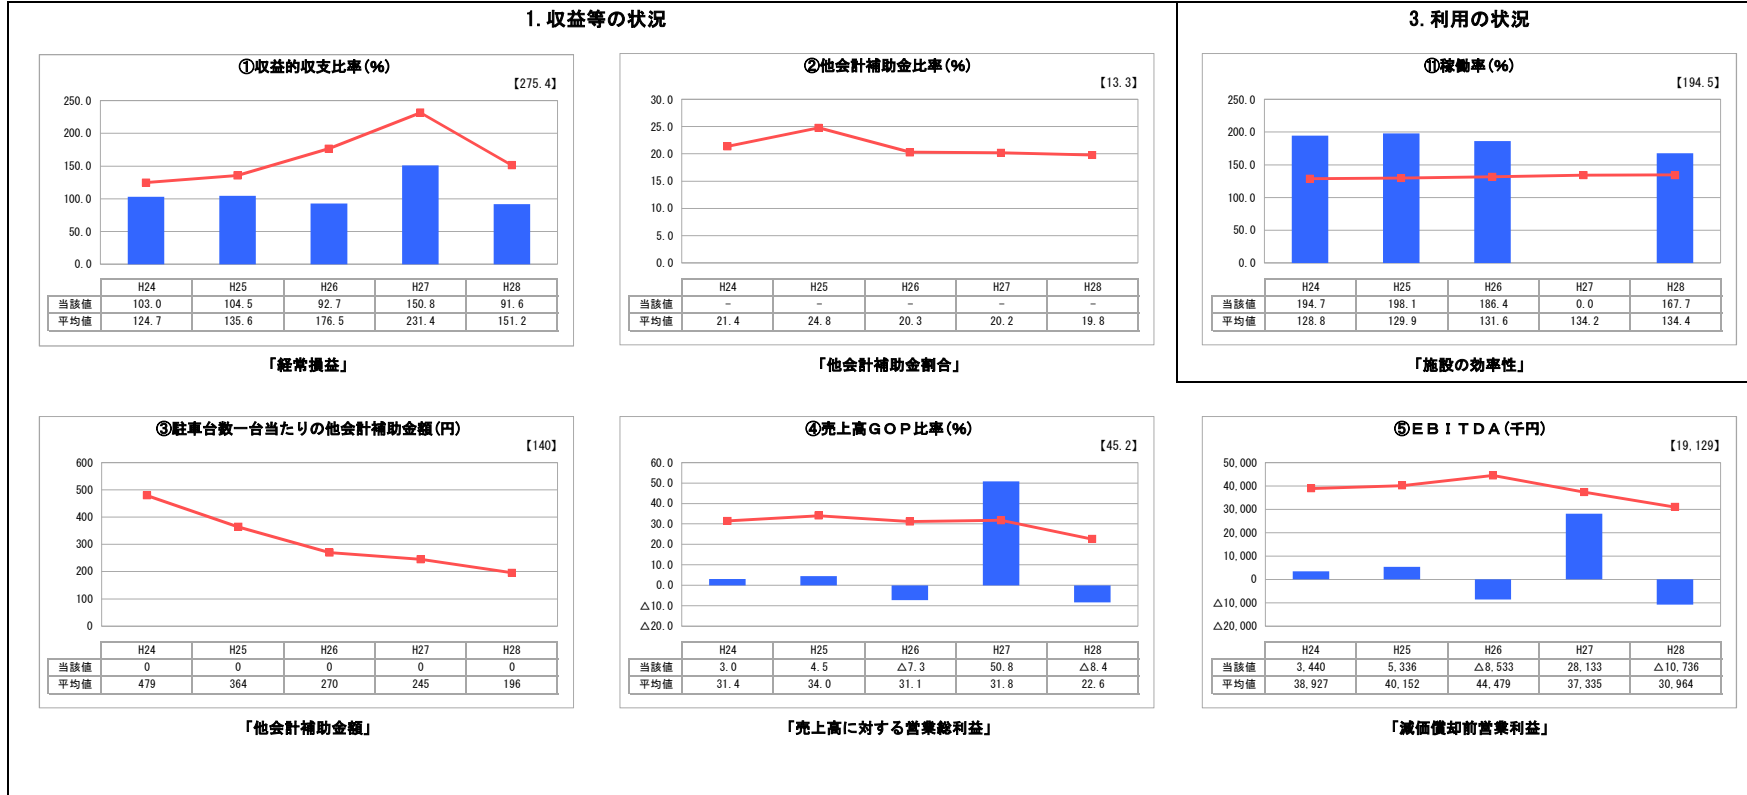 1. 収益等の状況
3. 利用の状況
①収益的収支比率(%)
【275.4】
250.0
200.0
150.0
100.0
50.0
0.0
H24 H25 H26 H27 H28
当該値 103.0 104.5 92.7 150.8 91.6
平均値 124.7 135.6 176.5 231.4 151.2
「経常損益」
②他会計補助金比率(%)
【13.3】
30.0
25.0
20.0
15.0
10.0
5.0
0.0
H24 H25 H26 H27 H28
当該値 － － － － －
平均値 21.4 24.8 20.3 20.2 19.8
「他会計補助金割合」
⑪稼働率(%)
【194.5】
250.0
200.0
150.0
100.0
50.0
0.0
H24 H25 H26 H27 H28
当該値 194.7 198.1 186.4 0.0 167.7
平均値 128.8 129.9 131.6 134.2 134.4
「施設の効率性」
③駐車台数一台当たりの他会計補助金額(円)
【140】
600
500
400
300
200
100
0
H24 H25 H26 H27 H28
当該値 0 0 0 0 0
平均値 479 364 270 245 196
「他会計補助金額」
④売上高ＧＯＰ比率(%)
【45.2】
60.0
50.0
40.0
30.0
20.0
10.0
0.0
△10.0
△20.0
H24 H25 H26 H27 H28
当該値 3.0 4.5 △7.3 50.8 △8.4
平均値 31.4 34.0 31.1 31.8 22.6
「売上高に対する営業総利益」
⑤ＥＢＩＴＤＡ(千円)
【19,129】
50,000
40,000
30,000
20,000
10,000
0
△10,000
△20,000
H24 H25 H26 H27 H28
当該値 3,440 5,336 △8,533 28,133 △10,736
平均値 38,927 40,152 44,479 37,335 30,964
「減価償却前営業利益」